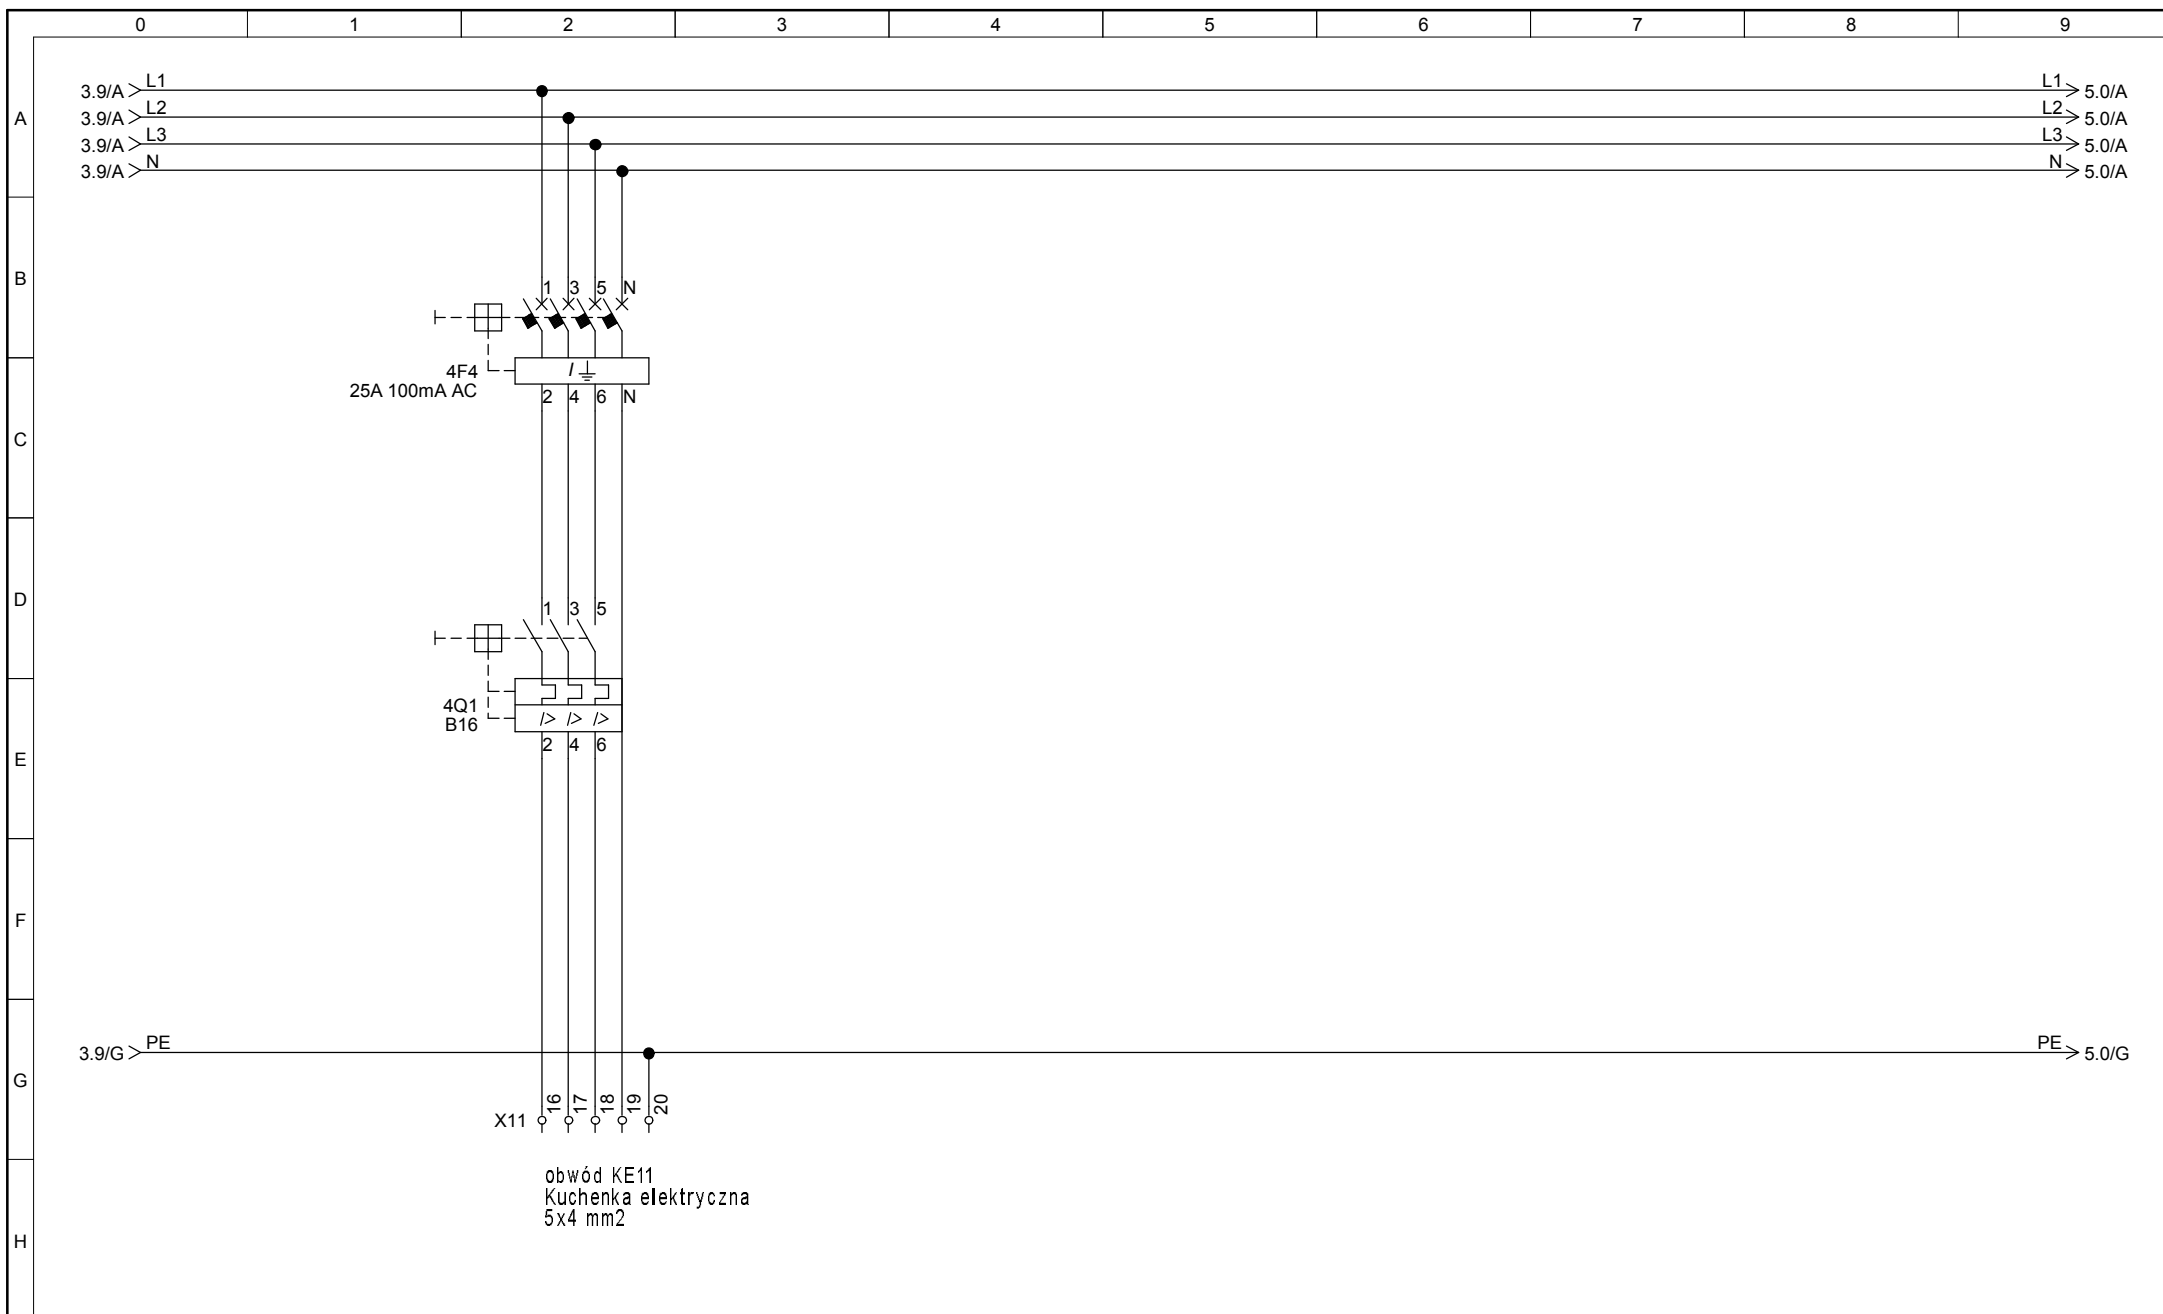 0 1 2 3 4 5 6 7 8 9
A
3.9/A L1 L1 5.0/A
3.9/A L2 L2 5.0/A
3.9/A L3 L3 5.0/A
3.9/A N N 5.0/A
B
1 3 5 N
4F4 I
25A 100mA AC 2 4 6 N
C
D
1 3 5
4Q1
B16 I> I> I>
2 4 6
E
F
3.9/G PE PE 5.0/G
G
X11 16 17 18 19 20
obwód KE11
Kuchenka elektryczna
5x4 mm2
H